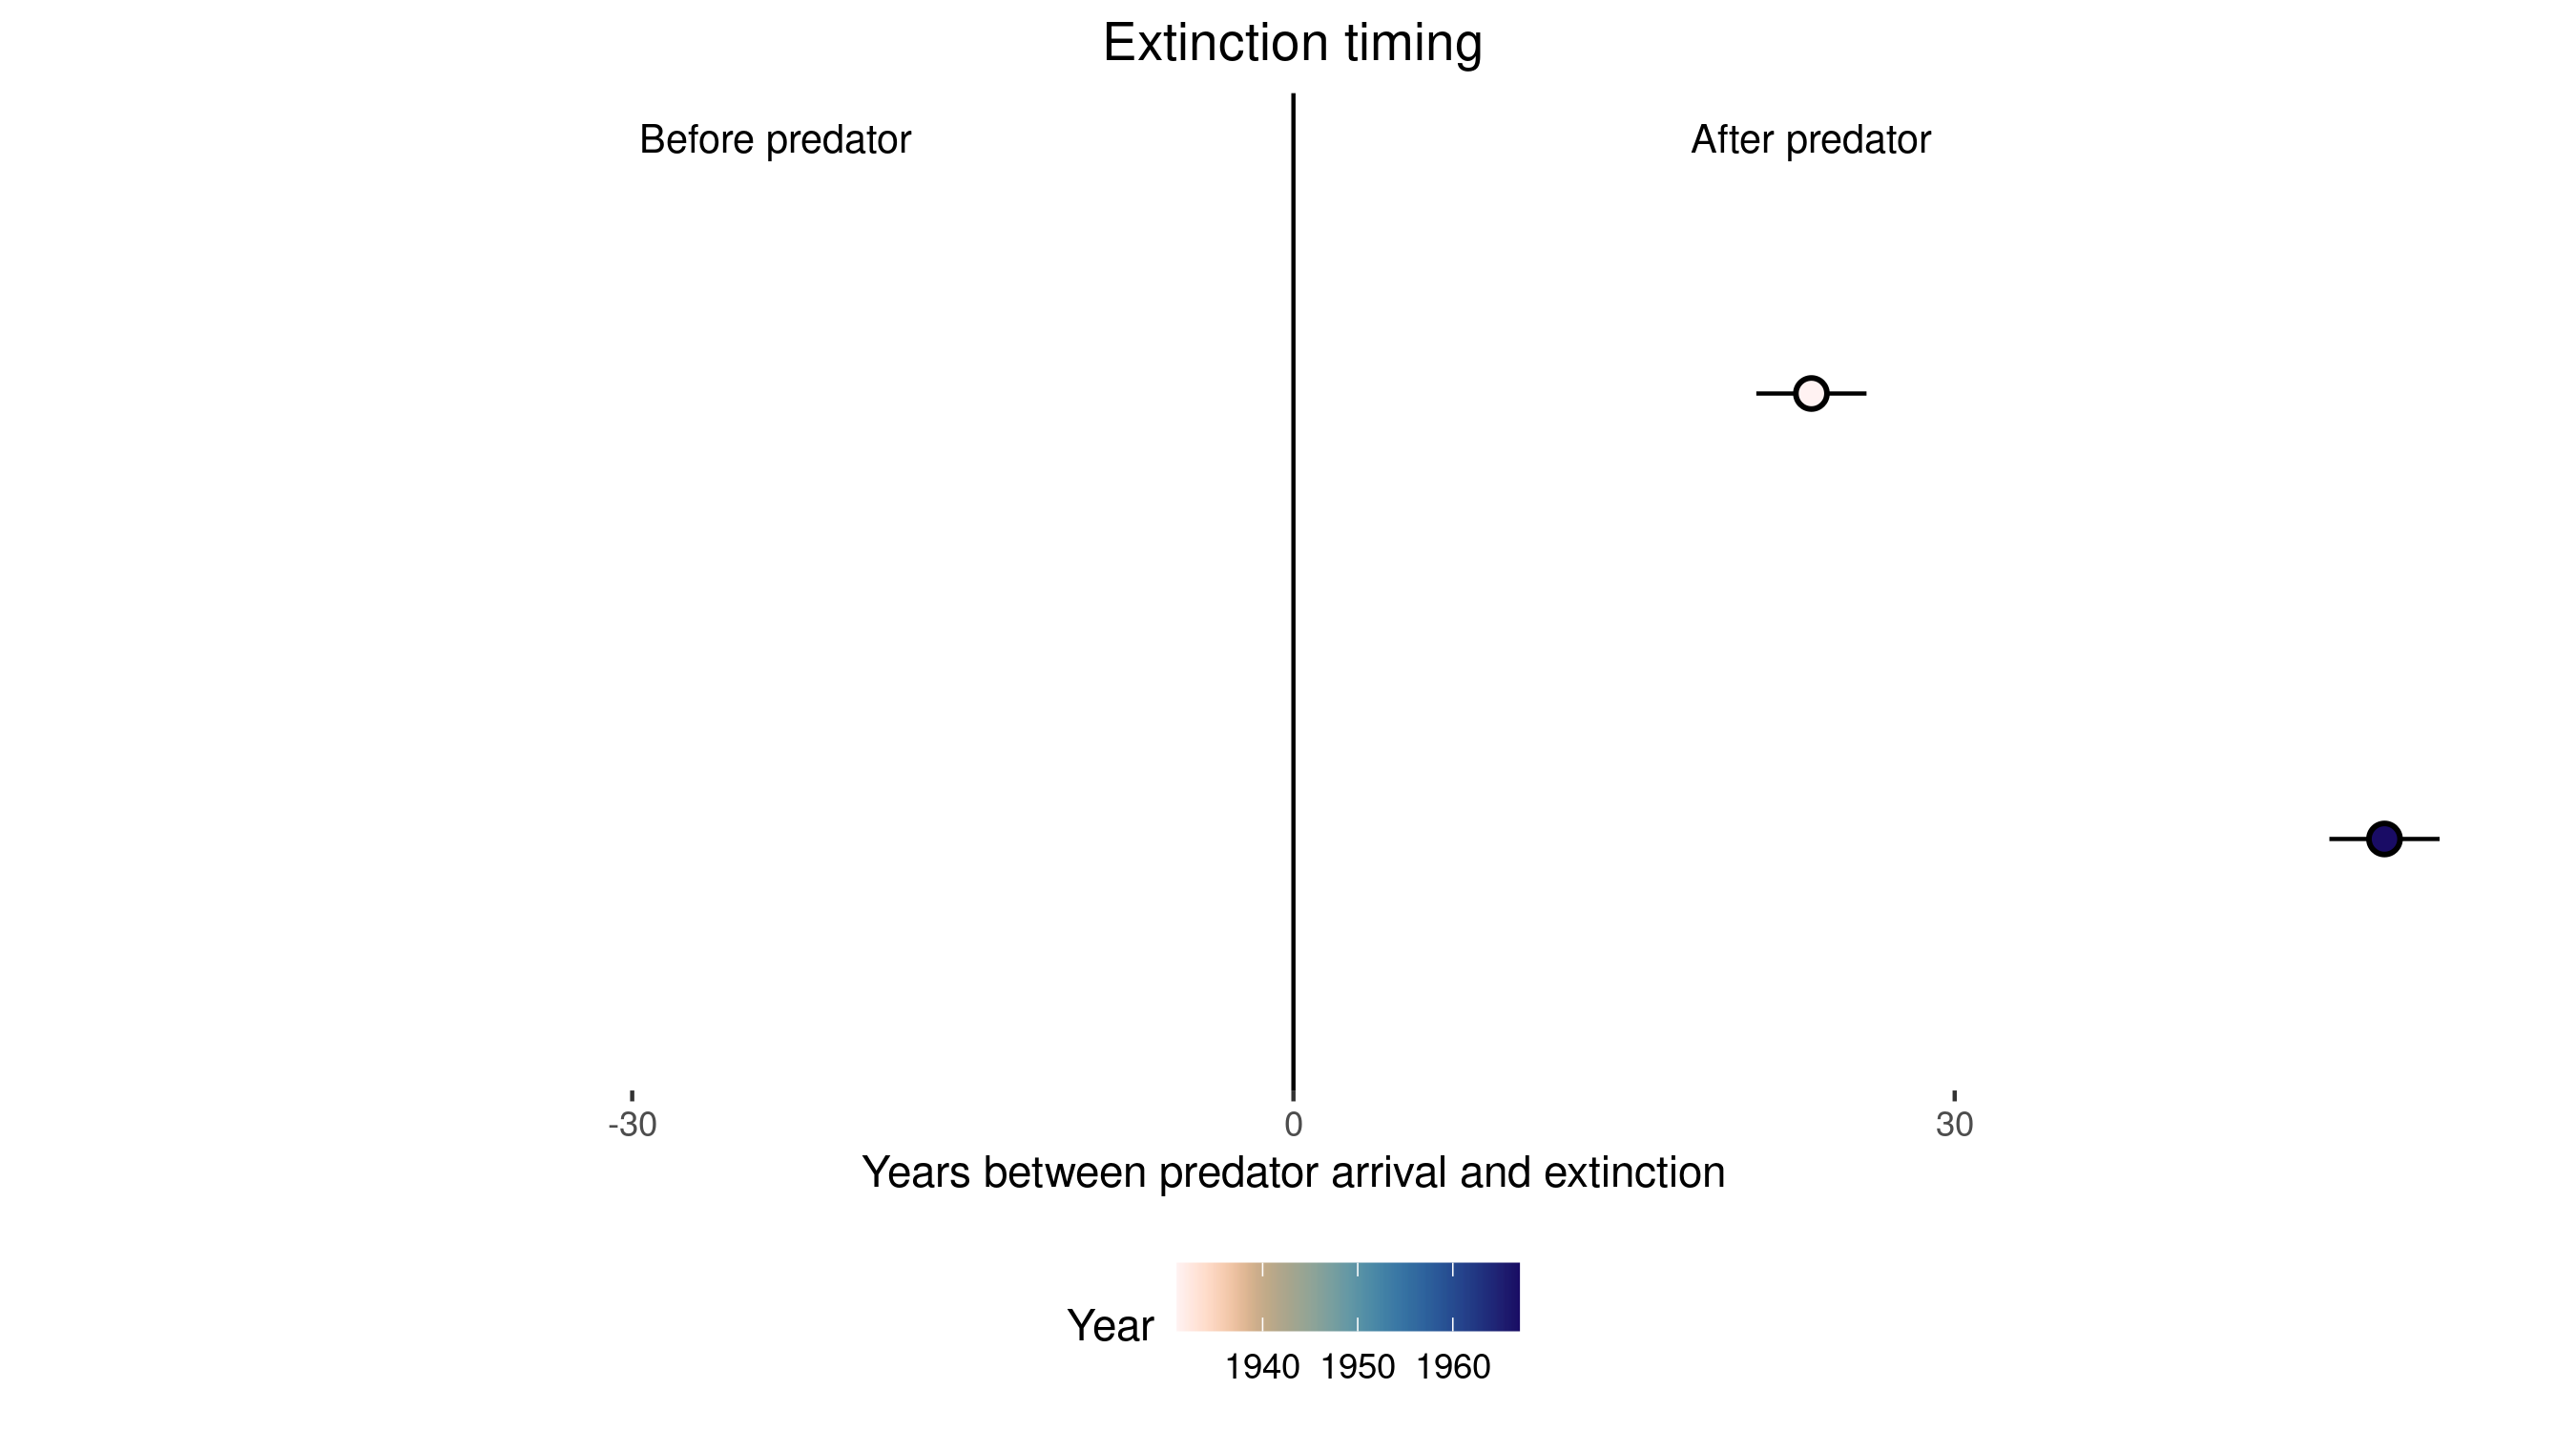 Extinction timing
Before predator
After predator
-30
0
30
Years between predator arrival and extinction
Year
1940
1950
1960